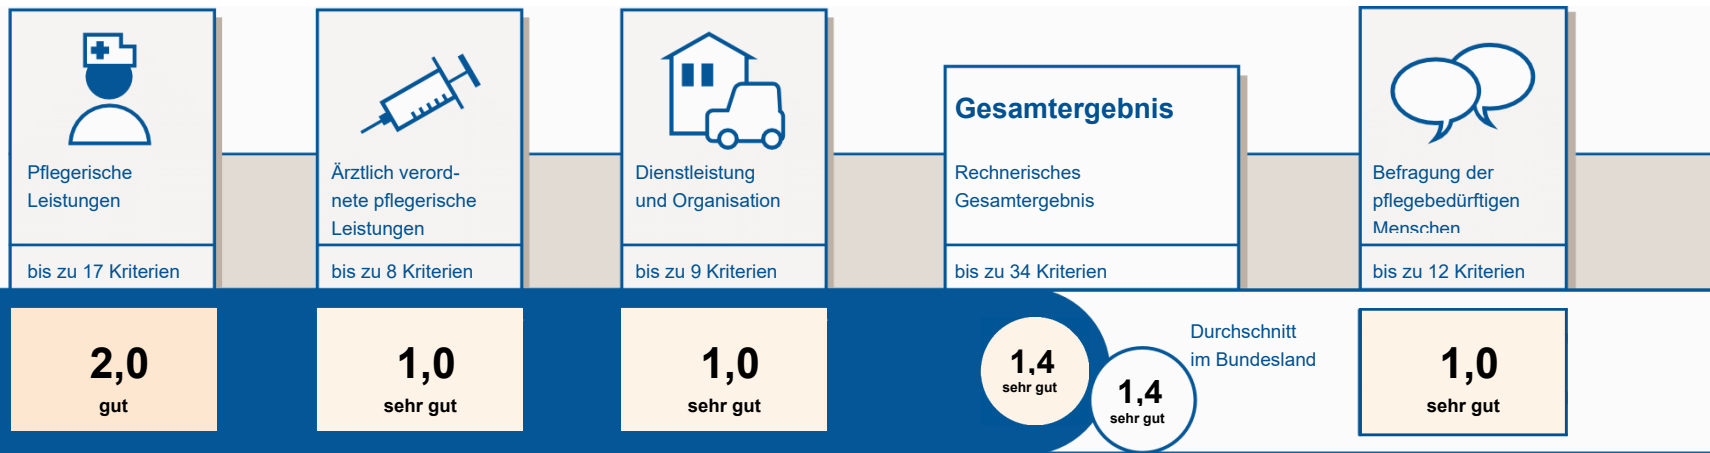 Pflegerische
Leistungen
bis zu 17 Kriterien
2,0
gut
Ärztlich verord-
nete pflegerische
Leistungen
bis zu 8 Kriterien
1,0
sehr gut
Dienstleistung
und Organisation
bis zu 9 Kriterien
1,0
sehr gut
Gesamtergebnis
Rechnerisches
Gesamtergebnis
bis zu 34 Kriterien
1,4
sehr gut
Durchschnitt
im Bundesland
1,4
sehr gut
Befragung der
pflegebedürftigen
Menschen
bis zu 12 Kriterien
1,0
sehr gut